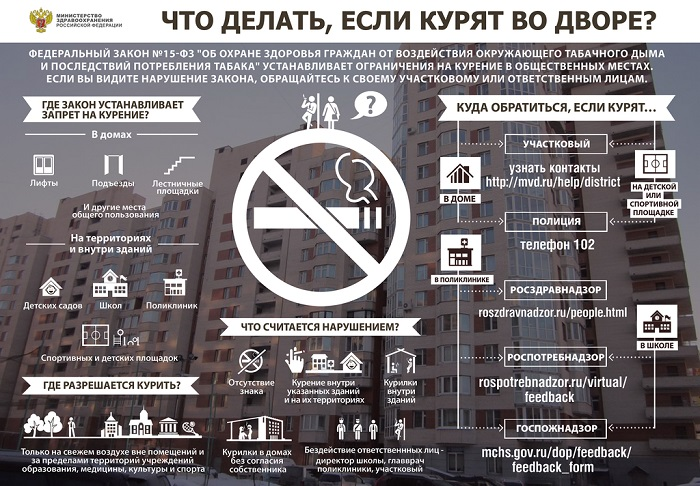 МИНИСТЕРСТВО
ЗДРАВООХРАНЕНИЯ
РОССИЙСКОЙ ФЕДЕРАЦИИ
ЧТО ДЕЛАТЬ, ЕСЛИ КУРЯТ ВО ДВОРЕ?
ФЕДЕРАЛЬНЫЙ ЗАКОН №15-ФЗ "ОБ ОХРАНЕ ЗДОРОВЬЯ ГРАЖДАН ОТ ВОЗДЕЙСТВИЯ ОКРУЖАЮЩЕГО ТАБАЧНОГО ДЫМА
И ПОСЛЕДСТВИЙ ПОТРЕБЛЕНИЯ ТАБАКА" УСТАНАВЛИВАЕТ ОГРАНИЧЕНИЯ НА КУРЕНИЕ В ОБЩЕСТВЕННЫХ МЕСТАХ.
ЕСЛИ ВЫ ВИДИТЕ НАРУШЕНИЕ ЗАКОНА, ОБРАЩАЙТЕСЬ К СВОЕМУ УЧАСТКОВОМУ ИЛИ ОТВЕТСТВЕННЫМ ЛИЦАМ.
ГДЕ ЗАКОН УСТАНАВЛИВАЕТ
ЗАПРЕТ НА КУРЕНИЕ?
В домах
Лифты
Подъезды
Лестничные
площадки
И другие места
общего пользования
На территориях
и внутри зданий
Детских садов
Школ
Поликлиник
Спортивных и детских площадок
ГДЕ РАЗРЕШАЕТСЯ КУРИТЬ?
Только на свежем воздухе вне помещений и
за пределами территорий учреждений
образования, медицины, культуры и спорта
?
ЧТО СЧИТАЕТСЯ НАРУШЕНИЕМ?
Отсутствие
знака
Курение внутри
указанных зданий
и на их территориях
Курилки
внутри
зданий
Курилки в домах
без согласия
собственника
Бездействие ответственнных лиц -
директор школы, главврач
поликлиники, участковый
КУДА ОБРАТИТЬСЯ, ЕСЛИ КУРЯТ...
УЧАСТКОВЫЙ
узнать контакты
http://mvd.ru/help/district
В ДОМЕ
НА ДЕТСКОЙ
ИЛИ
СПОРТИВНОЙ
ПЛОЩАДКЕ
ПОЛИЦИЯ
телефон 102
В ПОЛИКЛИНИКЕ
РОСЗДРАВНАДЗОР
roszdravnadzor.ru/people.html
В ШКОЛЕ
РОСПОТРЕБНАДЗОР
rospotrebnadzor.ru/virtual/
feedback
ГОСПОЖНАДЗОР
mchs.gov.ru/dop/feedback/
feedback_form